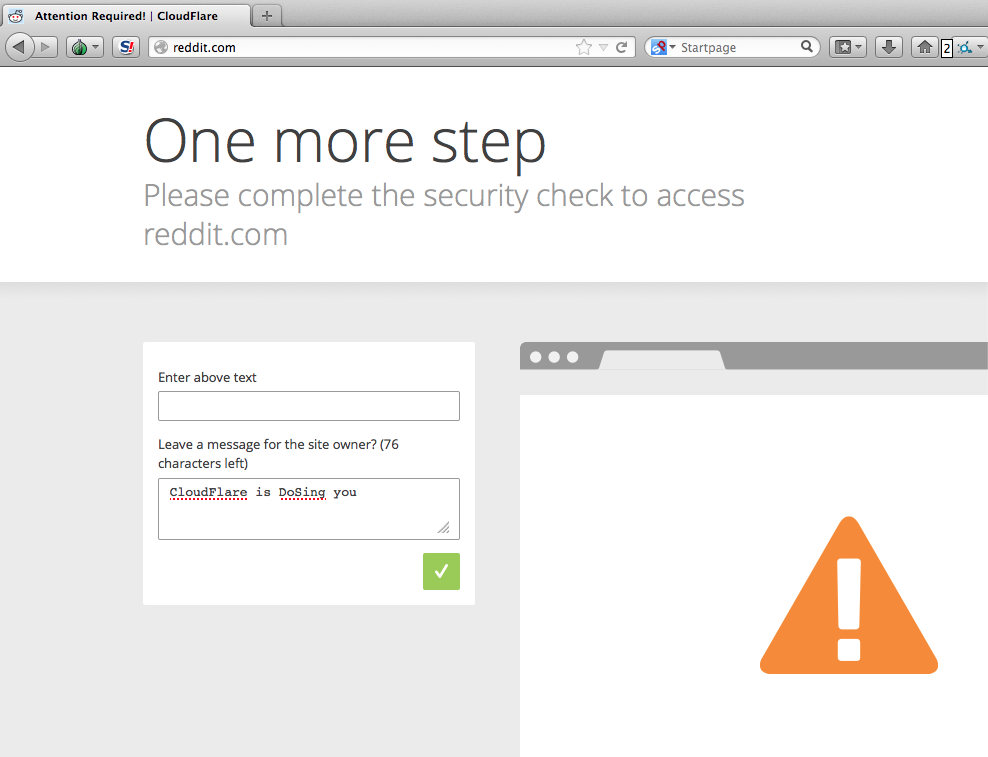 Attention Required! | CloudFlare
S!
reddit.com
Startpage
2
One more step
Please complete the security check to access
reddit.com
Enter above text
Leave a message for the site owner? (76
characters left)
CloudFlare is DoSing you